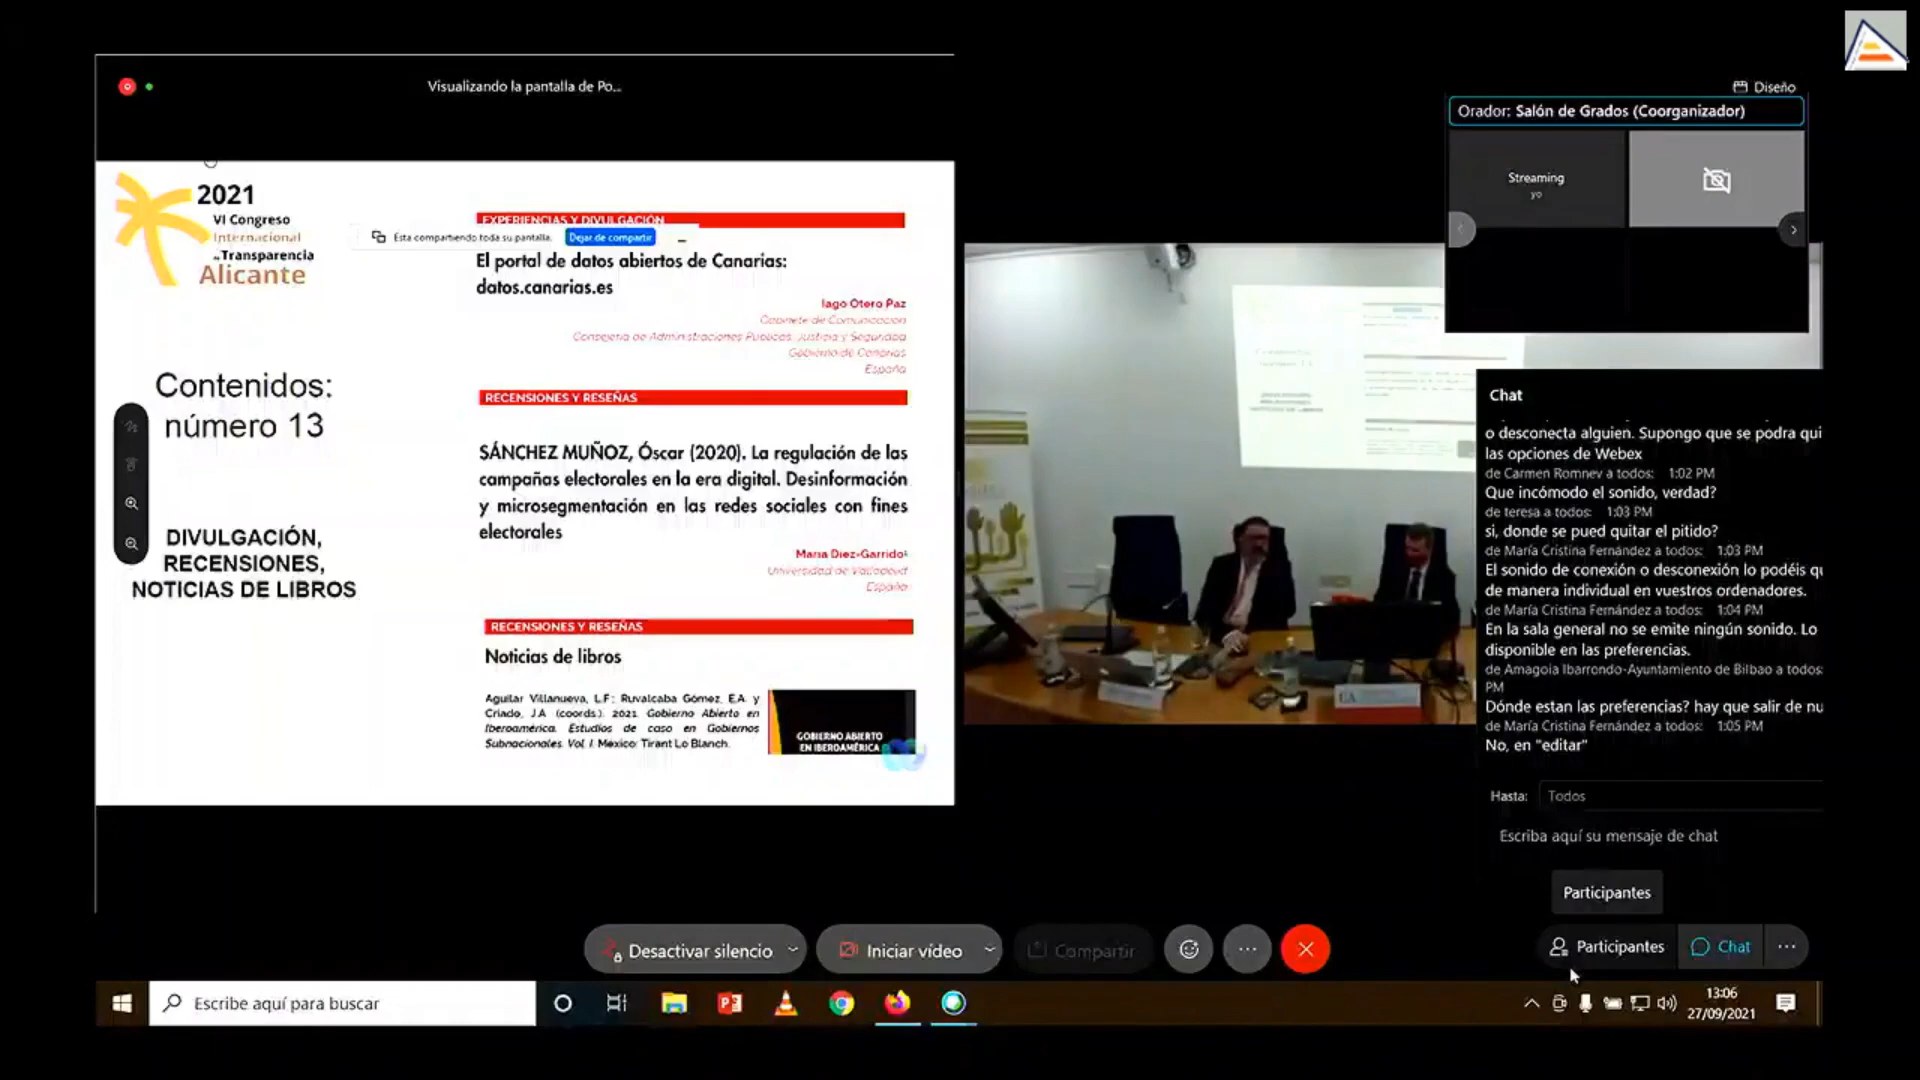 Visualizando la pantalla de Po...
Diseño
Orador: Salón de Grados (Coorganizador)
Streaming
yo
2021
VI Congreso
Internacional
de Transparencia
Alicante
EXPERIENCIAS Y DIVULGACIÓN
Está compartiendo toda su pantalla.
Dejar de compartir
El portal de datos abiertos de Canarias:
datos.canarias.es
Iago Otero Paz
Gabinete de Comunicación
Consejería de Administraciones Públicas, Justicia y Seguridad
Gobierno de Canarias
España
Contenidos:
número 13
RECENSIONES Y RESEÑAS
SÁNCHEZ MUÑOZ, Óscar (2020). La regulación de las
campañas electorales en la era digital. Desinformación
y microsegmentación en las redes sociales con fines
electorales
María Díez-Garrido
Universidad de Valladolid
España
DIVULGACIÓN,
RECENSIONES,
NOTICIAS DE LIBROS
RECENSIONES Y RESEÑAS
Noticias de libros
Aguilar Villanueva, L.F.; Ruvalcaba Gómez, E.A. y
Criado, J.A. (coords.). 2021. Gobierno Abierto en
Iberoamérica. Estudios de caso en Gobiernos
Subnacionales. Vol. I. México: Tirant Lo Blanch.
GOBIERNO ABIERTO
EN IBEROAMÉRICA
Chat
o desconecta alguien. Supongo que se podra qui
las opciones de Webex
de Carmen Romney a todos: 1:02 PM
Que incómodo el sonido, verdad?
de teresa a todos: 1:03 PM
si, donde se pued quitar el pitido?
de María Cristina Fernández a todos: 1:03 PM
El sonido de conexión o desconexión lo podéis qu
de manera individual en vuestros ordenadores.
de María Cristina Fernández a todos: 1:04 PM
En la sala general no se emite ningún sonido. Lo
disponible en las preferencias.
de Amagoia Ibarrondo-Ayuntamiento de Bilbao a todos:
PM
Dónde estan las preferencias? hay que salir de nu
de María Cristina Fernández a todos: 1:05 PM
No, en "editar"
Hasta: Todos
Escriba aquí su mensaje de chat
Participantes
Desactivar silencio
Iniciar vídeo
Compartir
Participantes
Chat
Escribe aquí para buscar
13:06
27/09/2021